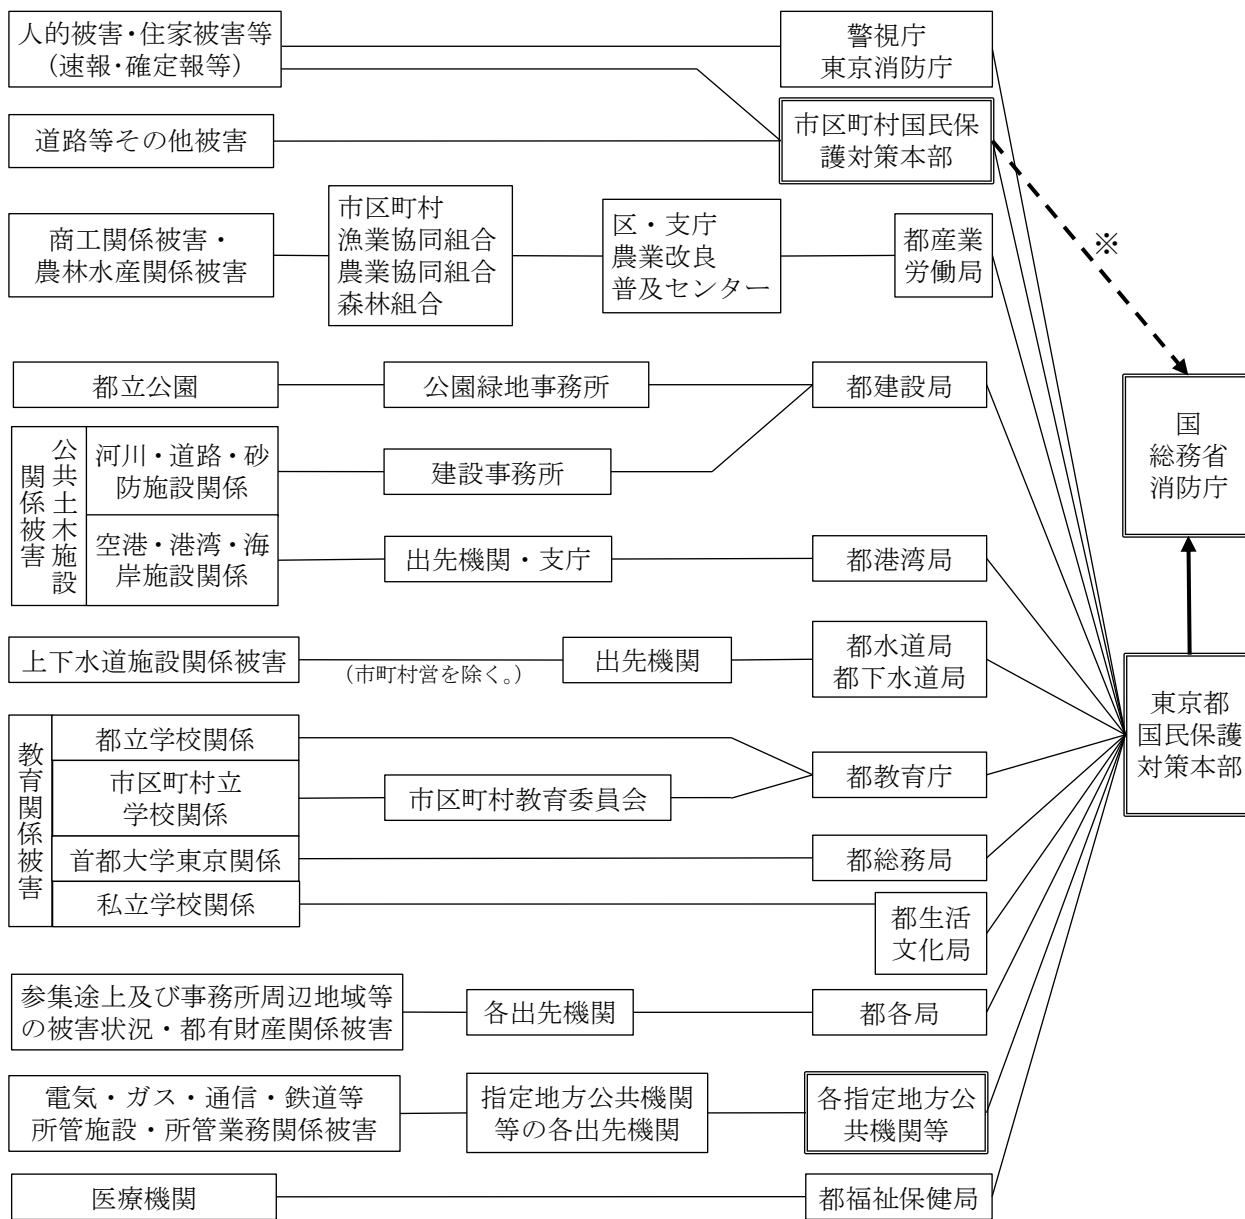 人的被害・住家被害等
（速報・確定報等）
警視庁
東京消防庁
道路等その他被害
市区町村国民保
護対策本部
商工関係被害・
農林水産関係被害
市区町村
漁業協同組合
農業協同組合
森林組合
区・支庁
農業改良
普及センター
都産業
労働局
※
都立公園
公園緑地事務所
都建設局
国
総務省
消防庁
公共土木施設
関係被害
河川・道路・砂
防施設関係
建設事務所
空港・港湾・海
岸施設関係
出先機関・支庁
都港湾局
上下水道施設関係被害
（市町村営を除く。）
出先機関
都水道局
都下水道局
東京都
国民保護
対策本部
教育関係被害
都立学校関係
市区町村立
学校関係
市区町村教育委員会
都教育庁
首都大学東京関係
都総務局
私立学校関係
都生活
文化局
参集途上及び事務所周辺地域等
の被害状況・都有財産関係被害
各出先機関
都各局
電気・ガス・通信・鉄道等
所管施設・所管業務関係被害
指定地方公共機関
等の各出先機関
各指定地方公
共機関等
医療機関
都福祉保健局